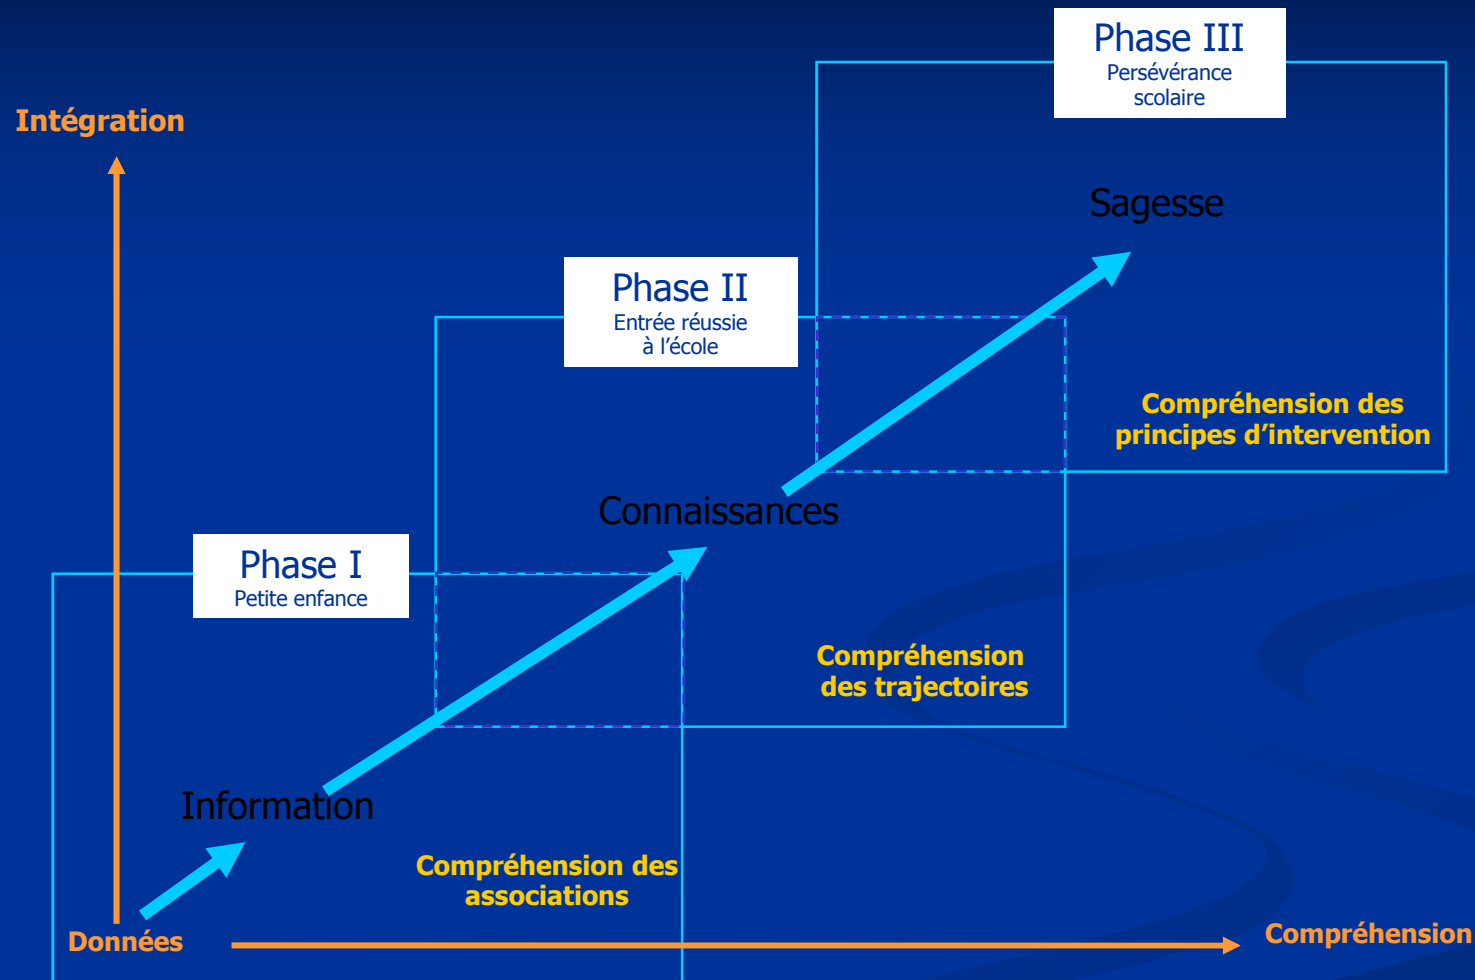 Phase III
Persévérance
scolaire
Intégration
Sagesse
Phase II
Entrée réussie
à l’école
Compréhension des
principes d’intervention
Connaissances
Phase I
Petite enfance
Compréhension
des trajectoires
Information
Compréhension des
associations
Données
Compréhension